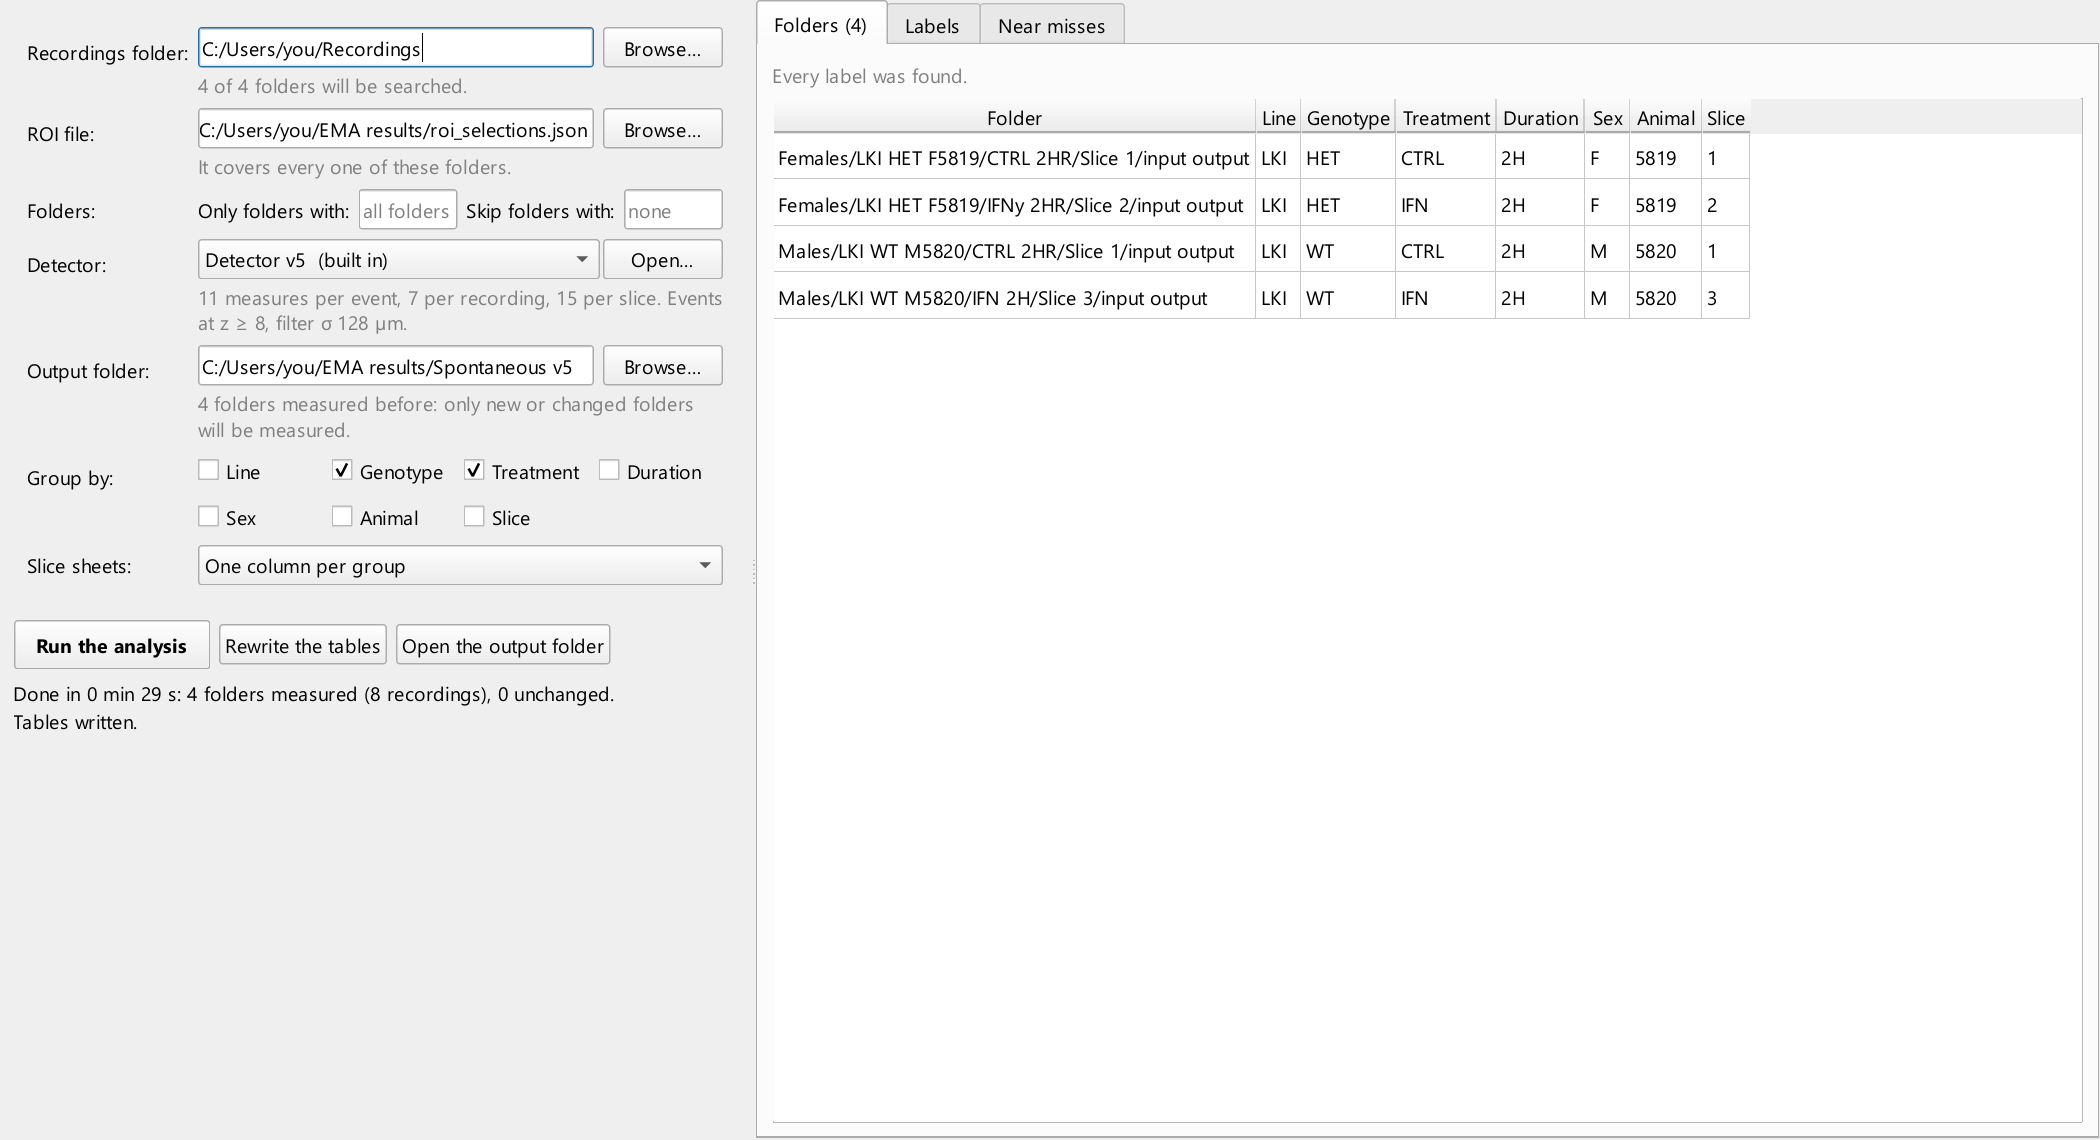 Recordings folder: C:/Users/you/Recordings Browse...
4 of 4 folders will be searched.
ROI file: C:/Users/you/EMA results/roi_selections.json Browse...
It covers every one of these folders.
Folders: Only folders with: all folders Skip folders with: none
Detector: Detector v5 (built in) Open...
11 measures per event, 7 per recording, 15 per slice. Events
at z ≥ 8, filter σ 128 µm.
Output folder: C:/Users/you/EMA results/Spontaneous v5 Browse...
4 folders measured before: only new or changed folders
will be measured.
Group by: Line Genotype Treatment Duration
Sex Animal Slice
Slice sheets: One column per group
Run the analysis Rewrite the tables Open the output folder
Done in 0 min 29 s: 4 folders measured (8 recordings), 0 unchanged.
Tables written.
Folders (4) Labels Near misses
Every label was found.
Folder Line Genotype Treatment Duration Sex Animal Slice
Females/LKI HET F5819/CTRL 2HR/Slice 1/input output LKI HET CTRL 2H F 5819 1
Females/LKI HET F5819/IFNy 2HR/Slice 2/input output LKI HET IFN 2H F 5819 2
Males/LKI WT M5820/CTRL 2HR/Slice 1/input output LKI WT CTRL 2H M 5820 1
Males/LKI WT M5820/IFN 2H/Slice 3/input output LKI WT IFN 2H M 5820 3